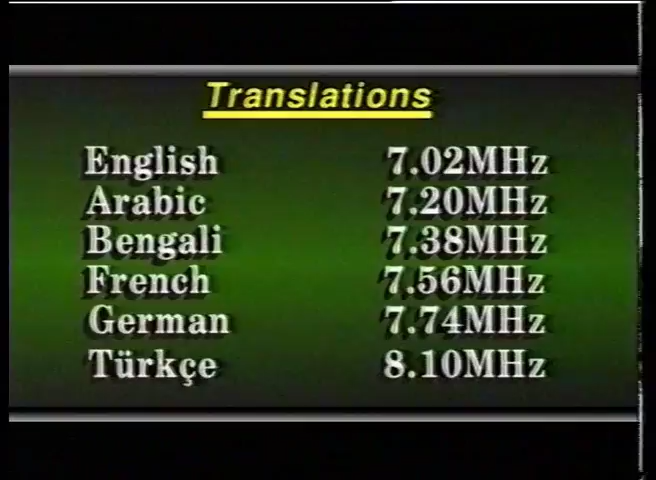 Translations
English 7.02MHz
Arabic 7.20MHz
Bengali 7.38MHz
French 7.56MHz
German 7.74MHz
Türkçe 8.10MHz